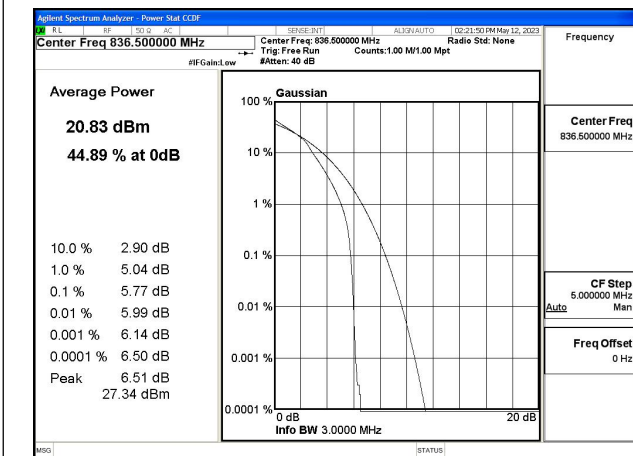 Agilent Spectrum Analyzer - Power Stat CCDF
LXI RL RF 50 Ω AC SENSE:INT ALIGN AUTO 02:21:50 PM May 12, 2023
Center Freq 836.500000 MHz Center Freq: 836.500000 MHz Radio Std: None
Trig: Free Run Counts:1.00 M/1.00 Mpt
#IFGain:Low #Atten: 40 dB
Frequency
Average Power
20.83 dBm
44.89 % at 0dB
10.0 % 2.90 dB
1.0 % 5.04 dB
0.1 % 5.77 dB
0.01 % 5.99 dB
0.001 % 6.14 dB
0.0001 % 6.50 dB
Peak 6.51 dB
27.34 dBm
Gaussian
100 %
10 %
1 %
0.1 %
0.01 %
0.001 %
0.0001 %
0 dB 20 dB
Info BW 3.0000 MHz
Center Freq
836.500000 MHz
CF Step
5.000000 MHz
Auto Man
Freq Offset
0 Hz
MSG STATUS